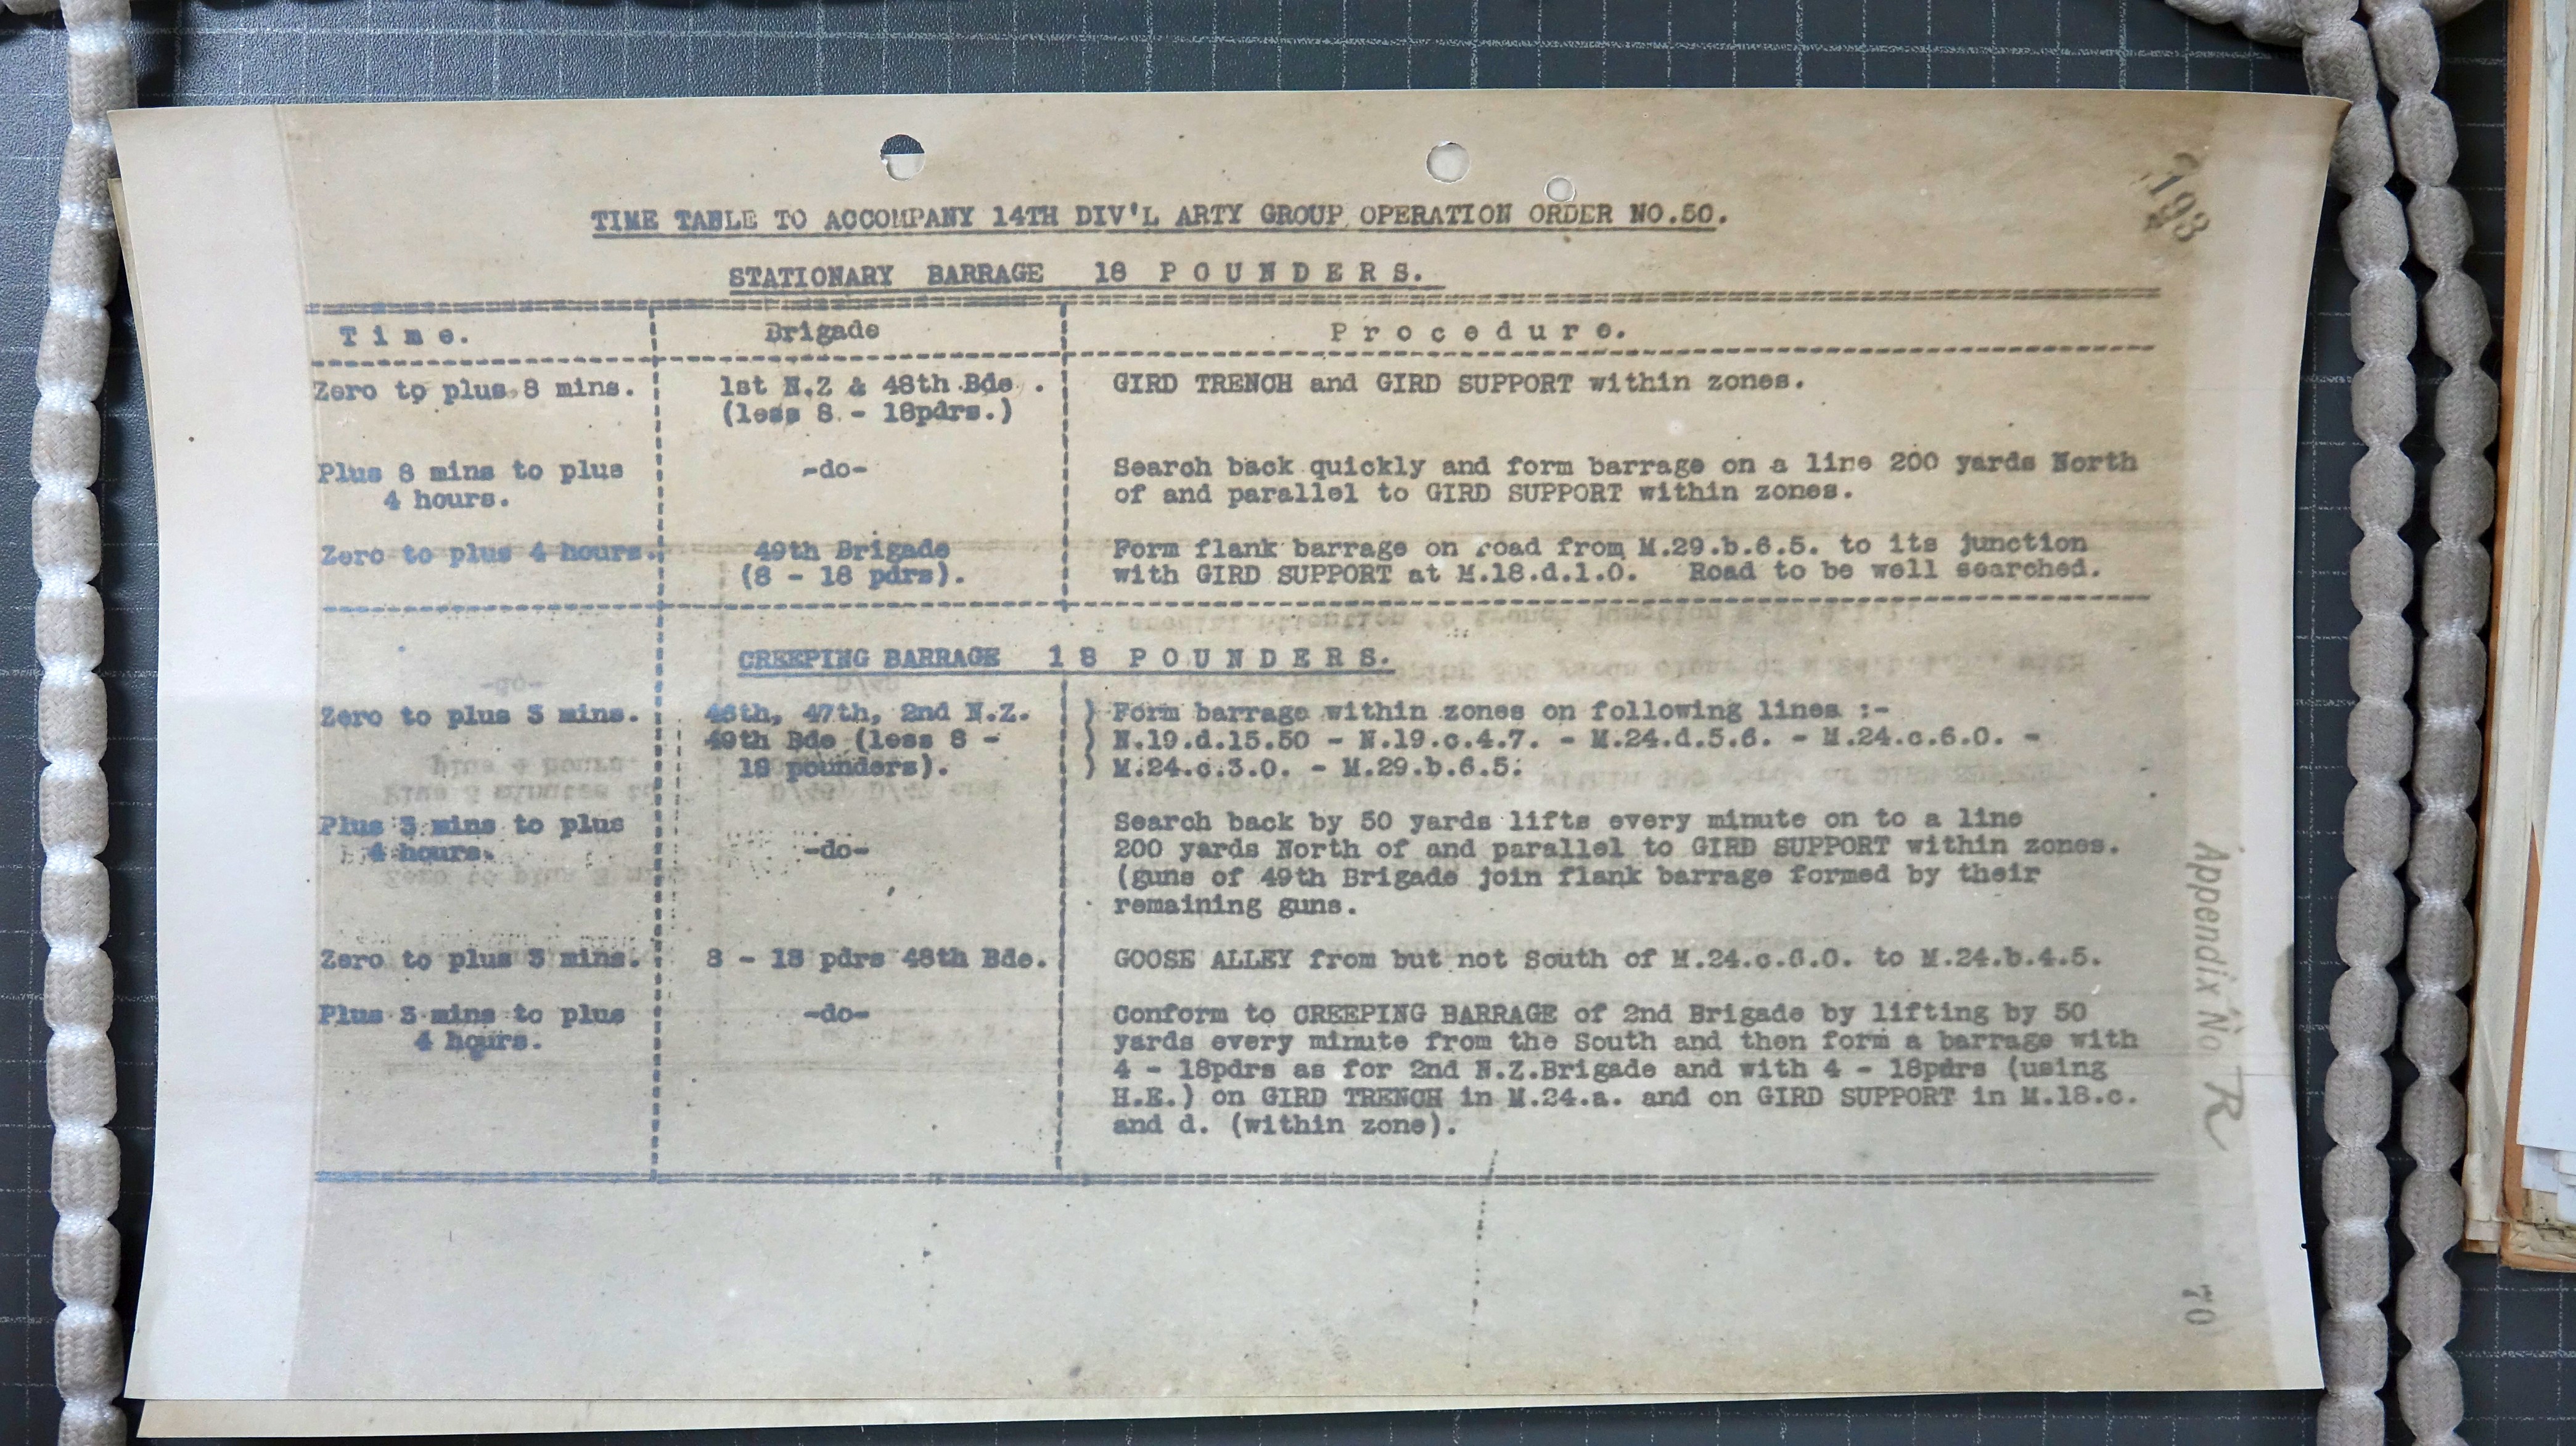 193
TIME TABLE TO ACCOMPANY 14TH DIV'L ARTY GROUP OPERATION ORDER NO.50.
STATIONARY BARRAGE 18 POUNDERS.
Time. Brigade Procedure.
Zero to plus 8 mins. 1st N.Z & 48th Bde . GIRD TRENCH and GIRD SUPPORT within zones.
(less 8 - 18pdrs.)
Plus 8 mins to plus -do- Search back quickly and form barrage on a line 200 yards North
4 hours. of and parallel to GIRD SUPPORT within zones.
Zero to plus 4 hours. 49th Brigade Form flank barrage on road from M.29.b.6.5. to its junction
(8 - 18 pdrs). with GIRD SUPPORT at M.18.d.1.0. Road to be well searched.
CREEPING BARRAGE 18 POUNDERS.
Zero to plus 3 mins. 46th, 47th, 2nd N.Z. ) Form barrage within zones on following lines :-
49th Bde (less 8 - ) N.19.d.15.50 - N.19.c.4.7. - M.24.d.5.6. - M.24.c.6.0. -
18 pounders). ) M.24.c.3.0. - M.29.b.6.5.
Plus 3 mins to plus Search back by 50 yards lifts every minute on to a line
4 hours. -do- 200 yards North of and parallel to GIRD SUPPORT within zones.
(guns of 49th Brigade join flank barrage formed by their
remaining guns.
Zero to plus 3 mins. 8 - 18 pdrs 48th Bde. GOOSE ALLEY from but not South of M.24.c.6.0. to M.24.b.4.5.
Plus 3 mins to plus -do- Conform to CREEPING BARRAGE of 2nd Brigade by lifting by 50
4 hours. yards every minute from the South and then form a barrage with
4 - 18pdrs as for 2nd N.Z.Brigade and with 4 - 18pdrs (using
H.E.) on GIRD TRENCH in M.24.a. and on GIRD SUPPORT in M.18.c.
and d. (within zone).
Appendix No R
70